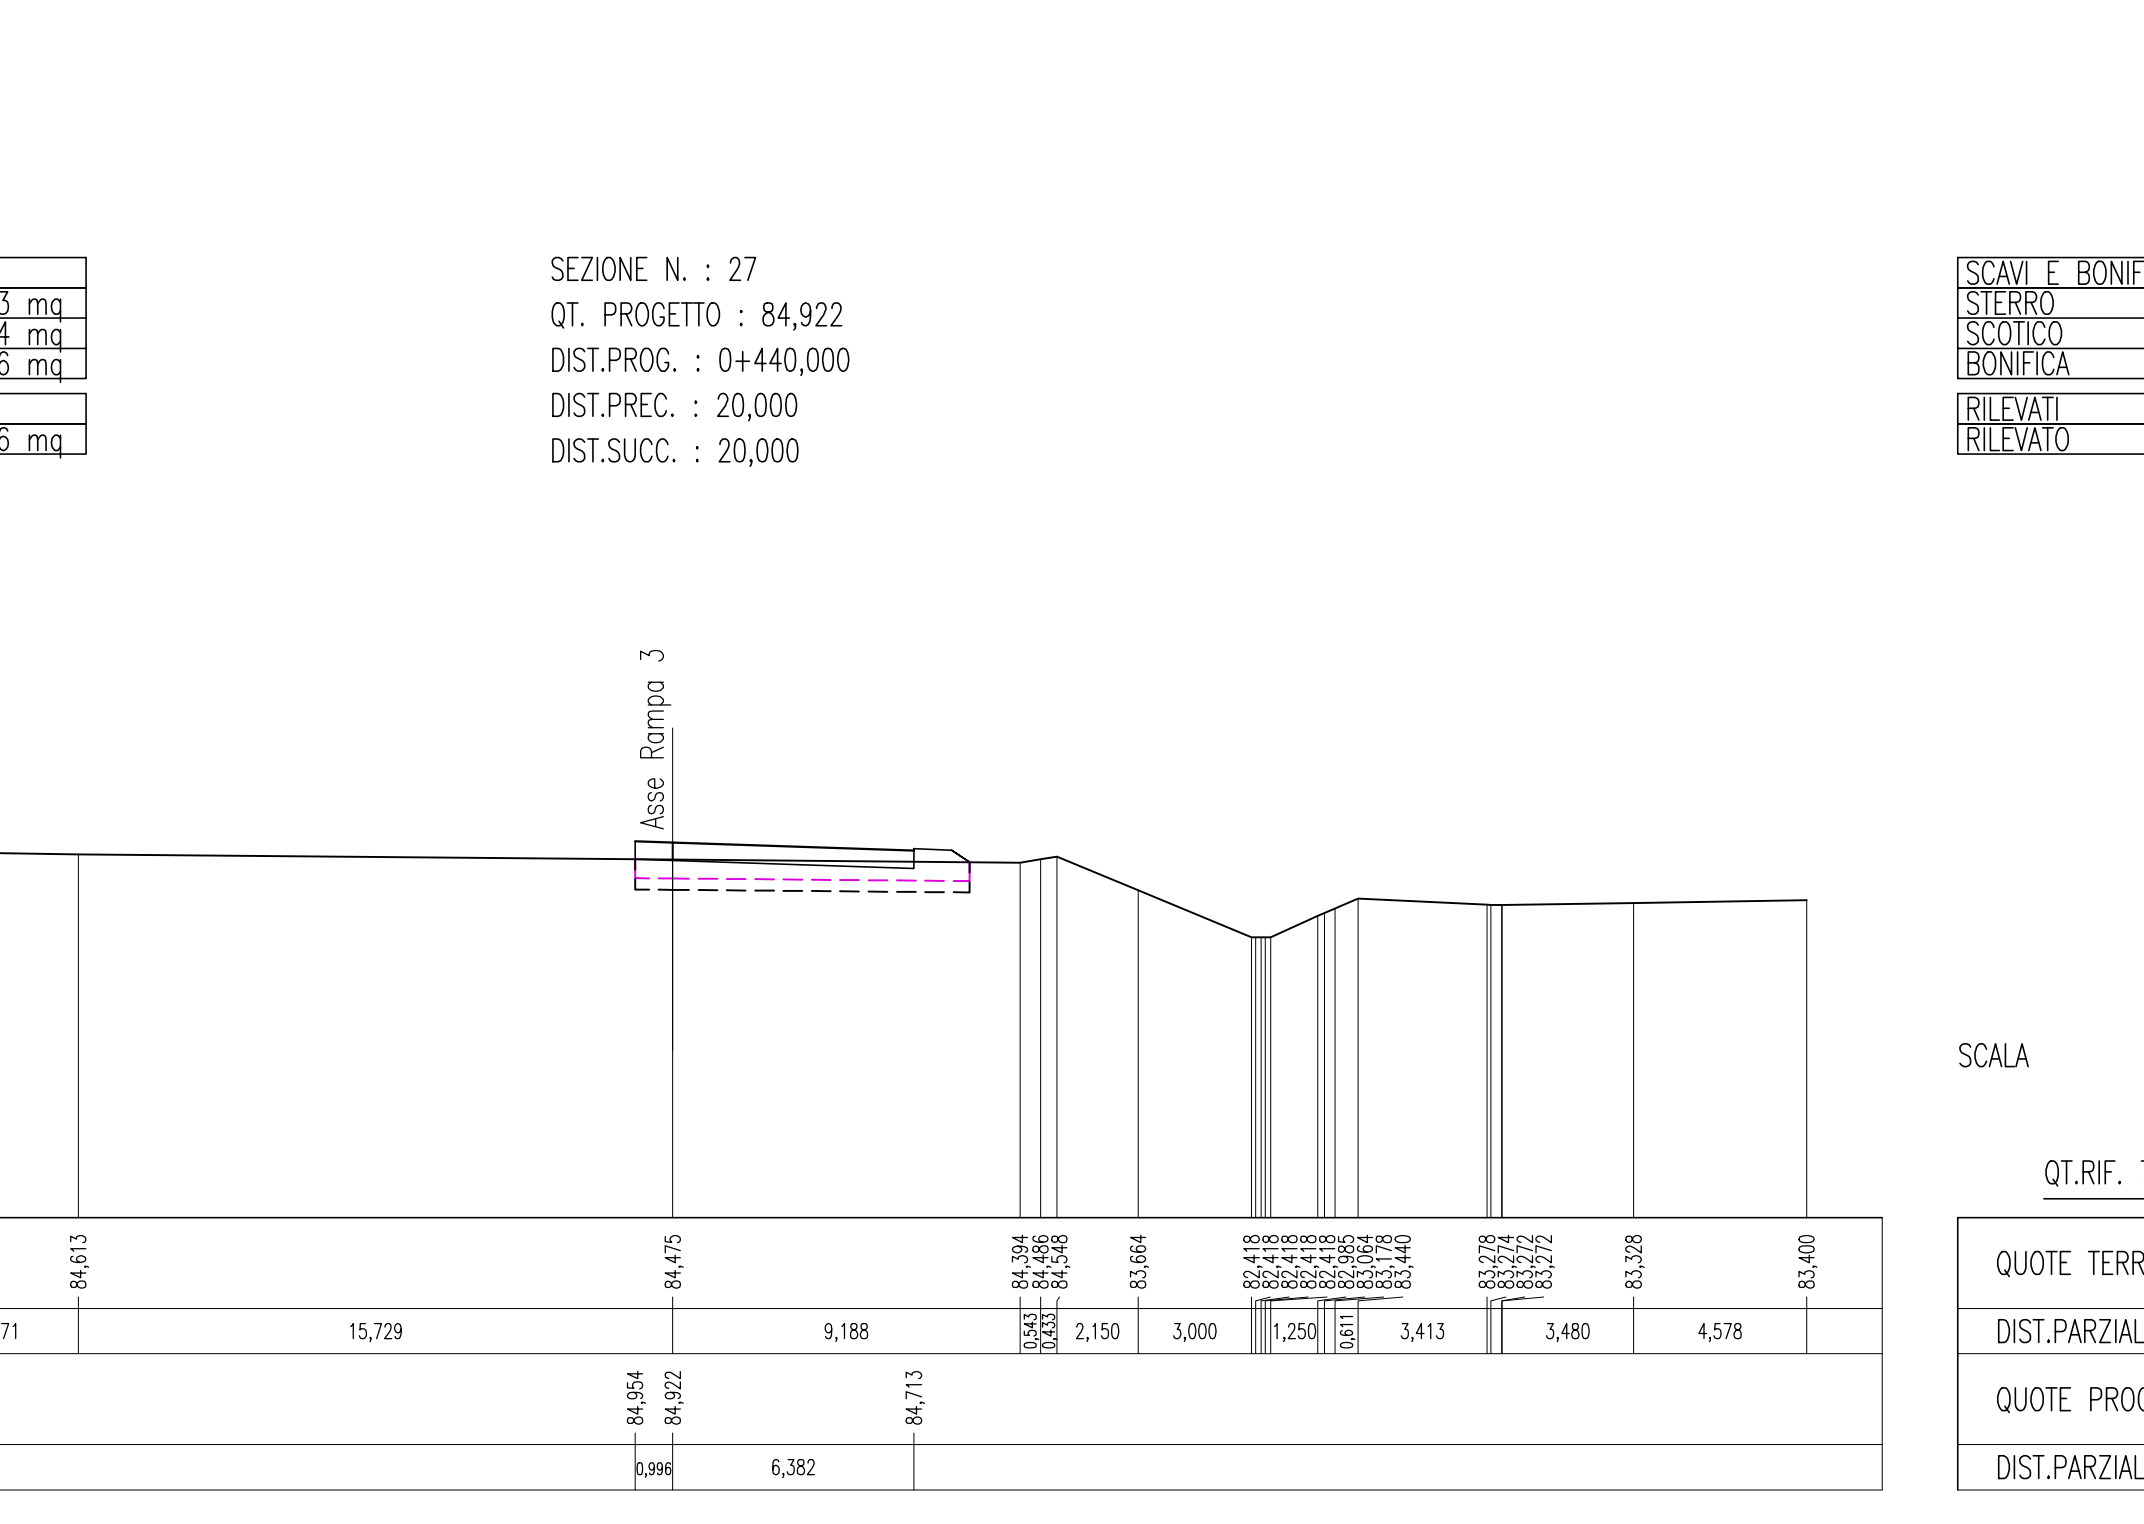 3 mq
4 mq
6 mq
6 mq
SEZIONE N. : 27
QT. PROGETTO : 84,922
DIST.PROG. : 0+440,000
DIST.PREC. : 20,000
DIST.SUCC. : 20,000
SCAVI E BONIF
STERRO
SCOTICO
BONIFICA
RILEVATI
RILEVATO
Asse Rampa 3
SCALA
QT.RIF.
84,613 84,475 84,394 84,486 84,548 83,664 82,418 82,418 82,418 82,418 82,418 82,985 83,064 83,178 83,440 83,278 83,274 83,272 83,272 83,328 83,400
QUOTE TERR
71 15,729 9,188 0,543 0,433 2,150 3,000 1,250 0,611 3,413 3,480 4,578
DIST.PARZIAL
84,954 84,922 84,713
QUOTE PROG
0,996 6,382
DIST.PARZIAL